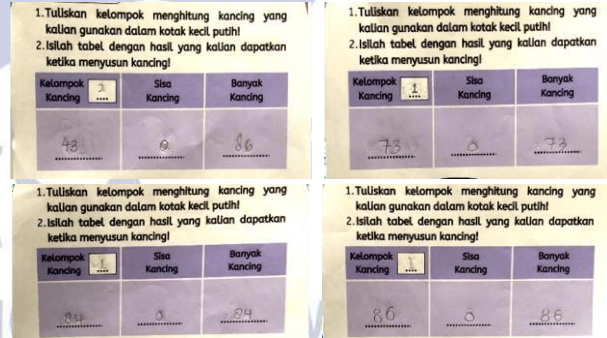 1.Tuliskan kelompok menghitung kancing yang
kalian gunakan dalam kotak kecil putih!
2.Isilah tabel dengan hasil yang kalian dapatkan
ketika menyusun kancing!
Kelompok Kancing 2 Sisa Kancing Banyak Kancing
43 0 86
1.Tuliskan kelompok menghitung kancing yang
kalian gunakan dalam kotak kecil putih!
2.Isilah tabel dengan hasil yang kalian dapatkan
ketika menyusun kancing!
Kelompok Kancing 1 Sisa Kancing Banyak Kancing
73 0 73
1.Tuliskan kelompok menghitung kancing yang
kalian gunakan dalam kotak kecil putih!
2.Isilah tabel dengan hasil yang kalian dapatkan
ketika menyusun kancing!
Kelompok Kancing 1 Sisa Kancing Banyak Kancing
84 0 84
1.Tuliskan kelompok menghitung kancing yang
kalian gunakan dalam kotak kecil putih!
2.Isilah tabel dengan hasil yang kalian dapatkan
ketika menyusun kancing!
Kelompok Kancing 1 Sisa Kancing Banyak Kancing
86 0 86